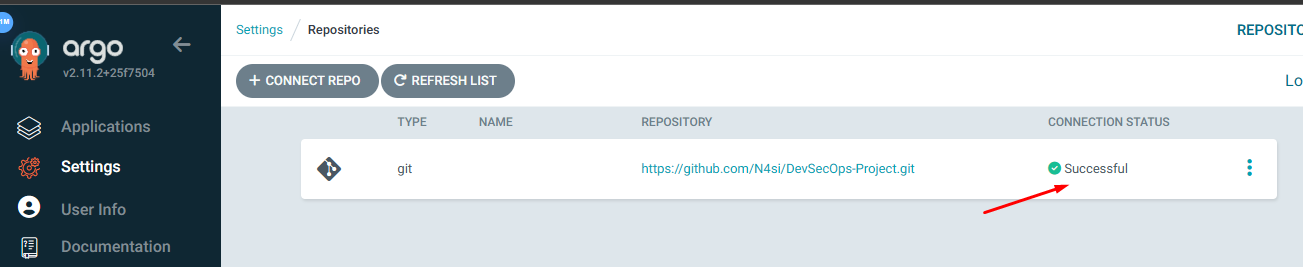 1M
argo
v2.11.2+25f7504
Applications
Settings
User Info
Documentation
Settings / Repositories
REPOSITO
+ CONNECT REPO
REFRESH LIST
Lo
TYPE NAME REPOSITORY CONNECTION STATUS
git https://github.com/N4si/DevSecOps-Project.git Successful